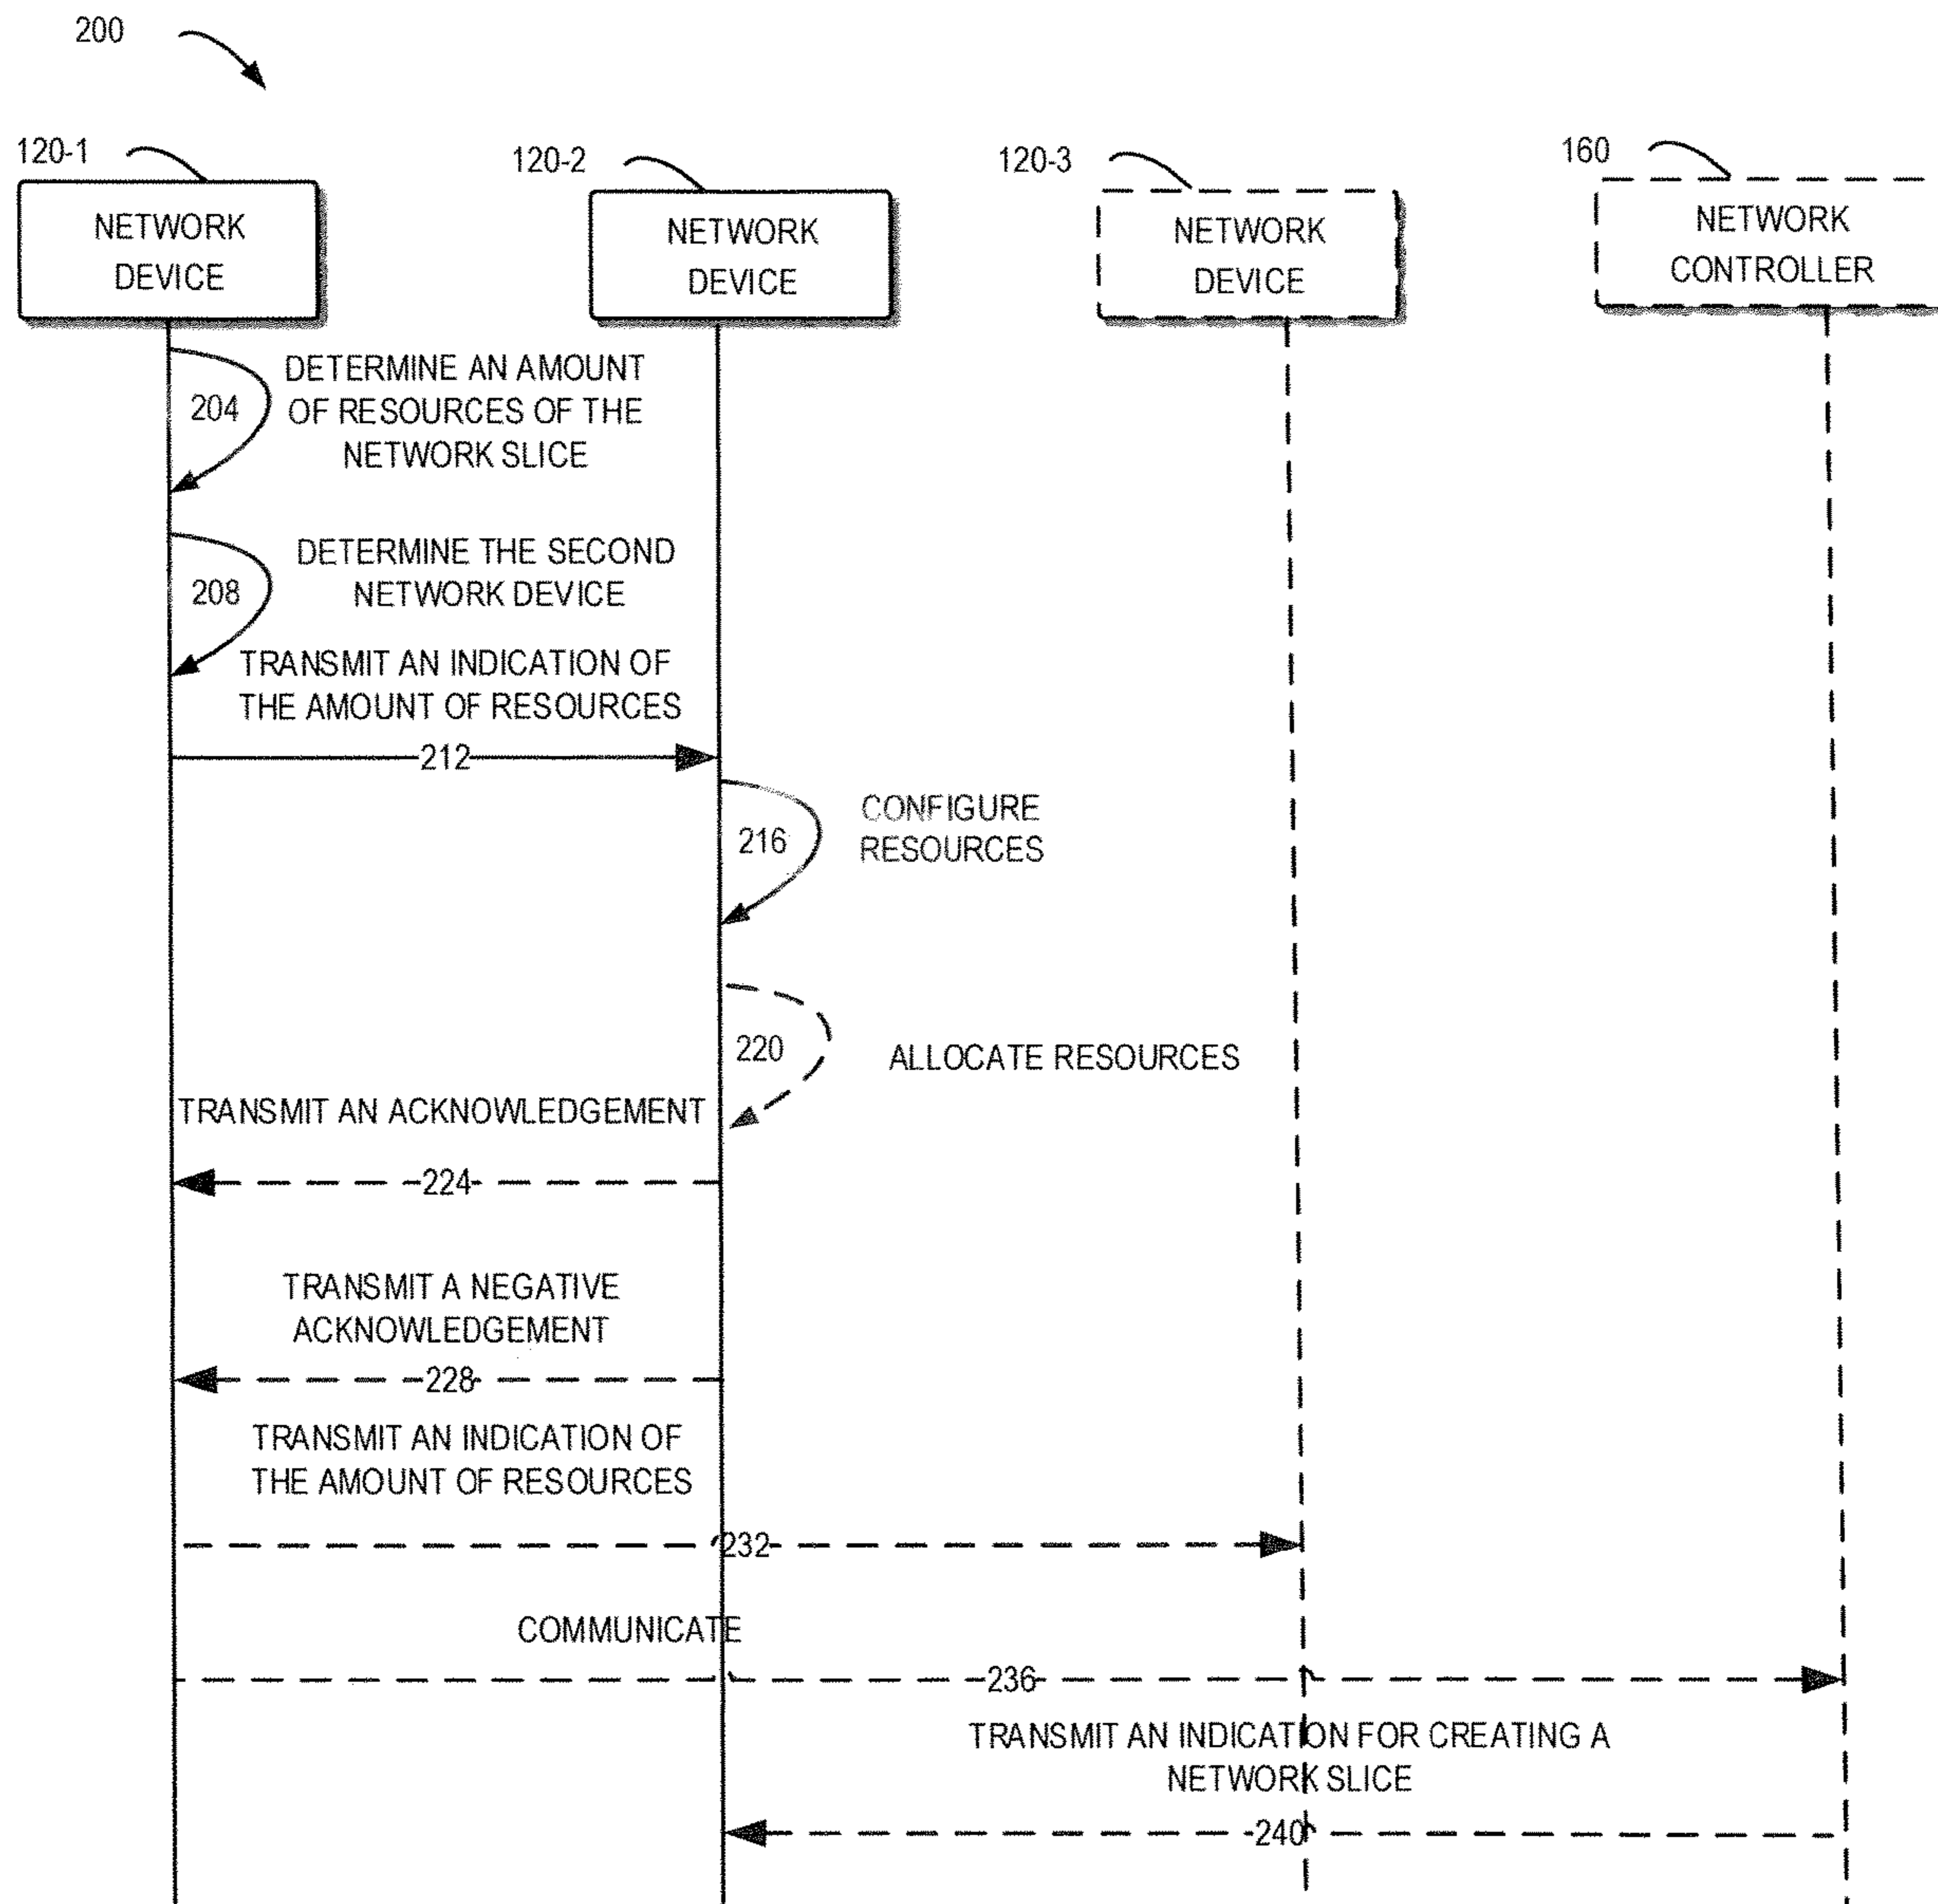 200
120-1
120-2
120-3
160
NETWORK
DEVICE
NETWORK
DEVICE
NETWORK
DEVICE
NETWORK
CONTROLLER
DETERMINE AN AMOUNT
OF RESOURCES OF THE
NETWORK SLICE
204
DETERMINE THE SECOND
NETWORK DEVICE
208
TRANSMIT AN INDICATION OF
THE AMOUNT OF RESOURCES
212
CONFIGURE
RESOURCES
216
220
ALLOCATE RESOURCES
TRANSMIT AN ACKNOWLEDGEMENT
224
TRANSMIT A NEGATIVE
ACKNOWLEDGEMENT
228
TRANSMIT AN INDICATION OF
THE AMOUNT OF RESOURCES
232
COMMUNICATE
236
TRANSMIT AN INDICATION FOR CREATING A
NETWORK SLICE
240